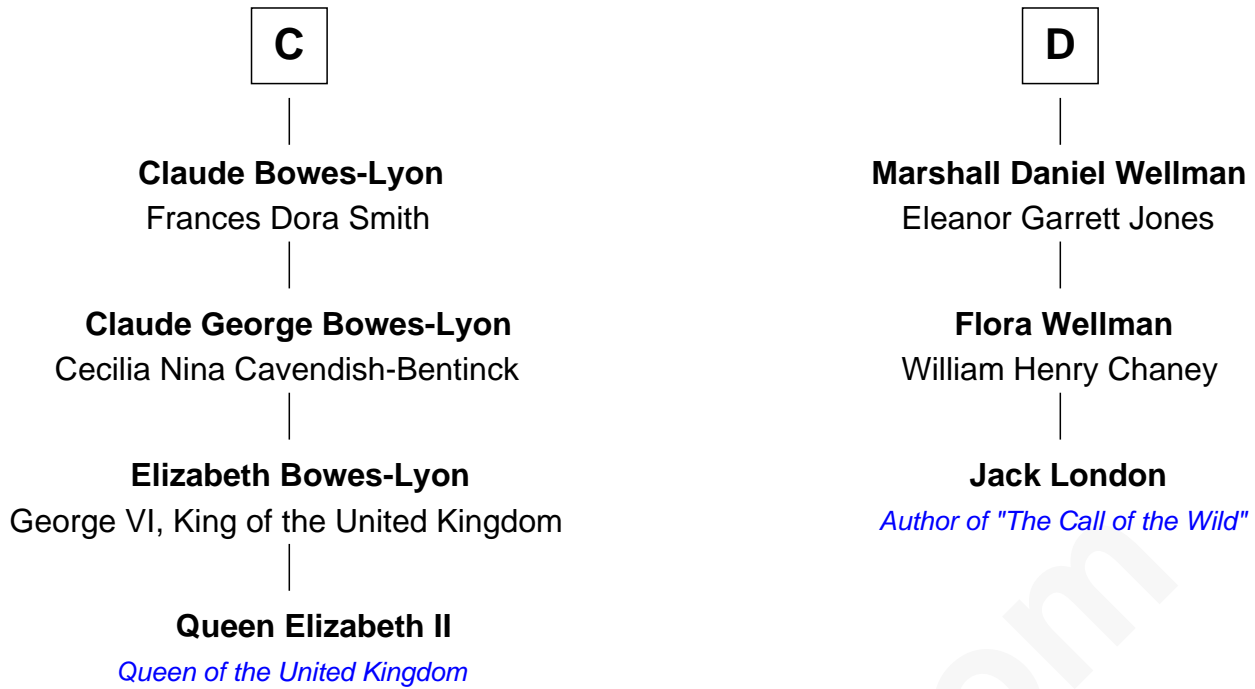 C
Claude Bowes-Lyon
Frances Dora Smith
Claude George Bowes-Lyon
Cecilia Nina Cavendish-Bentinck
Elizabeth Bowes-Lyon
George VI, King of the United Kingdom
Queen Elizabeth II
Queen of the United Kingdom
D
Marshall Daniel Wellman
Eleanor Garrett Jones
Flora Wellman
William Henry Chaney
Jack London
Author of "The Call of the Wild"
om